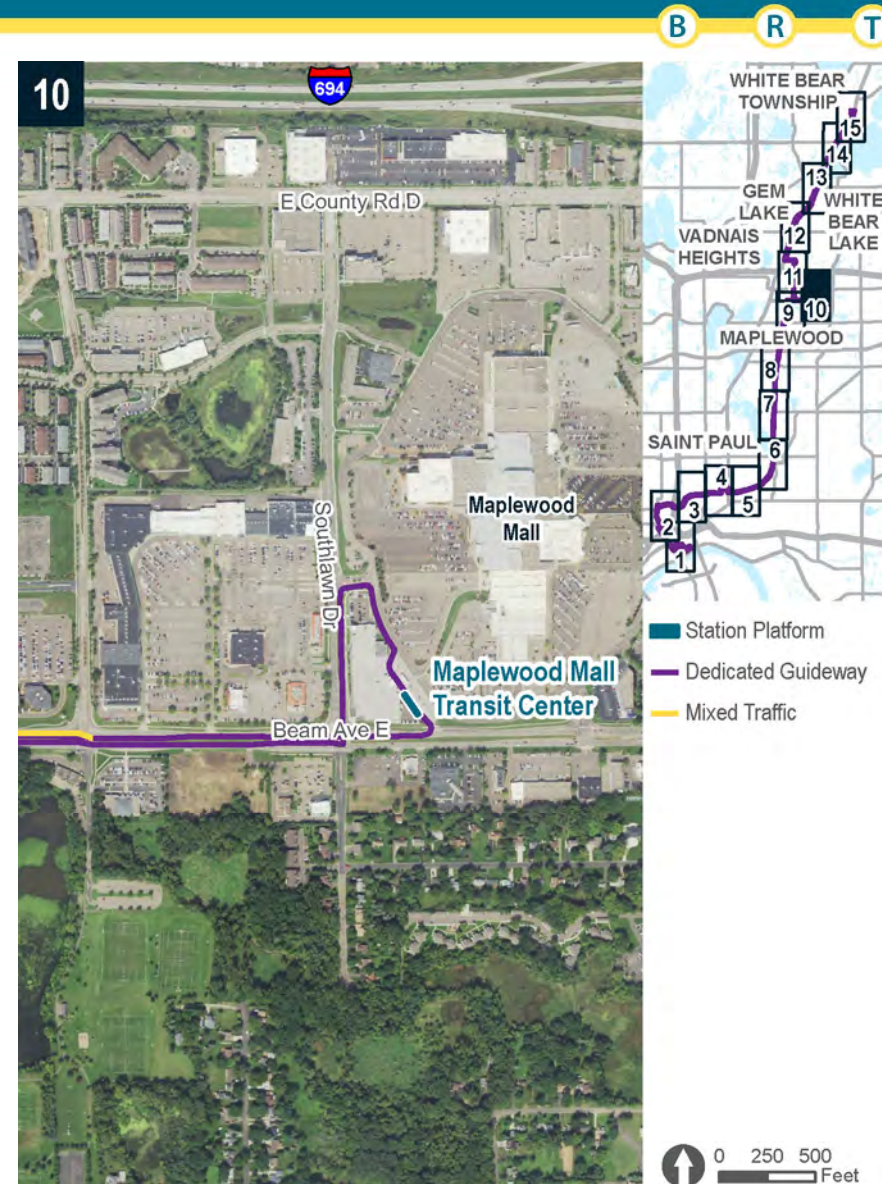 B R T
10
694
E County Rd D
Southlawn Dr
Maplewood
Mall
Maplewood Mall
Transit Center
Beam Ave E
WHITE BEAR
TOWNSHIP
15
14
13
GEM
LAKE
WHITE
BEAR
LAKE
12
VADNAIS
HEIGHTS
11
10
9
MAPLEWOOD
8
7
SAINT PAUL
6
4
5
3
2
1
Station Platform
Dedicated Guideway
Mixed Traffic
0 250 500
Feet